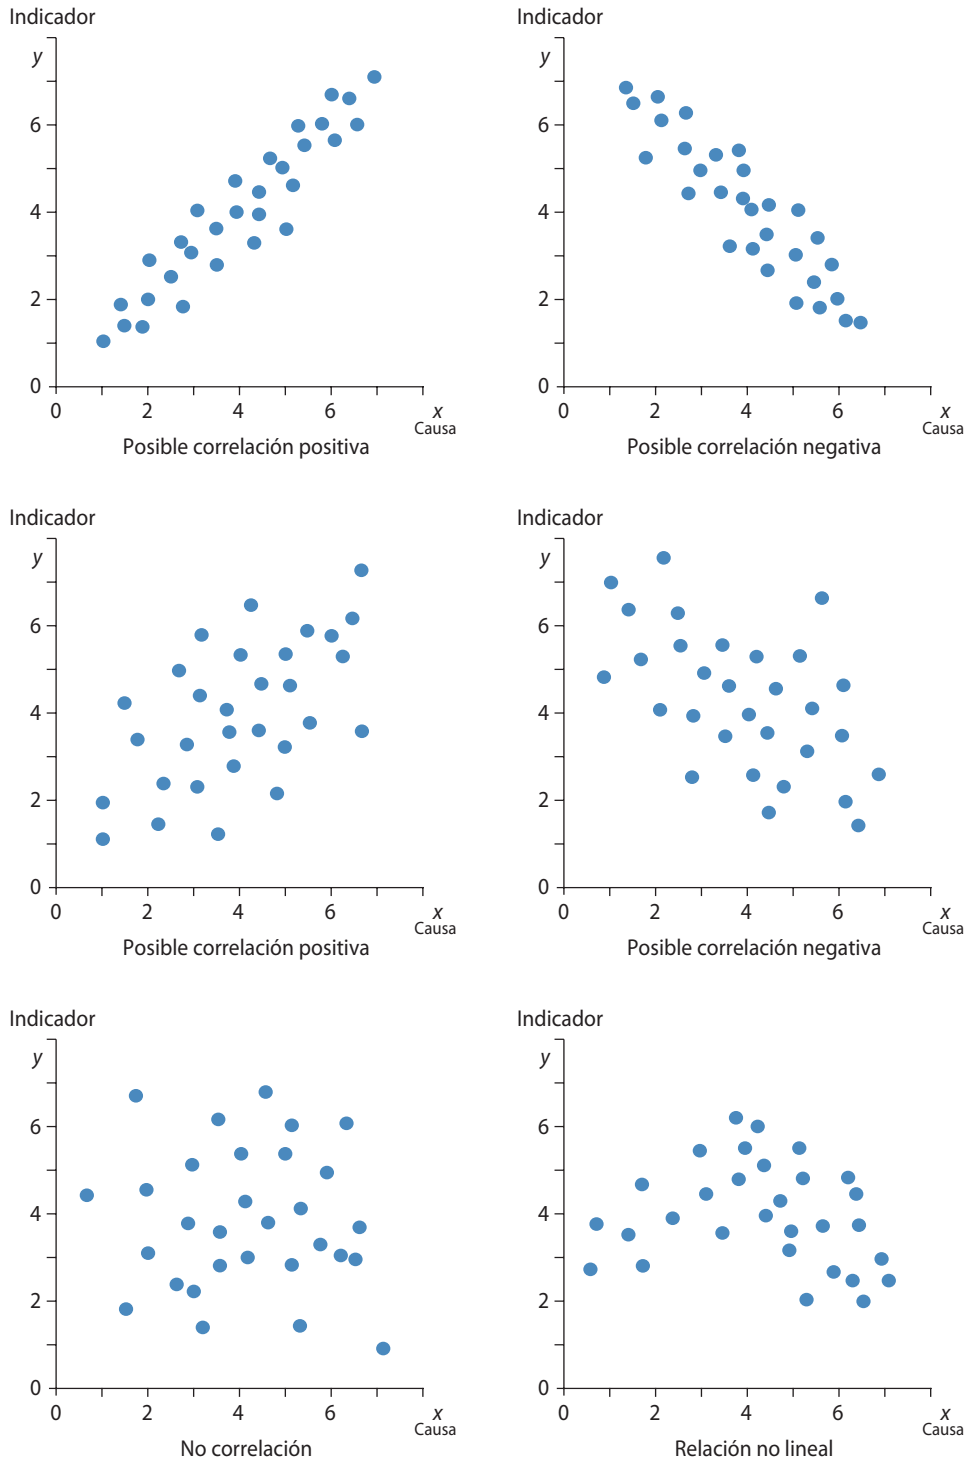 Indicador
y
6
4
2
0
0 2 4 6 x
Causa
Posible correlación positiva
Indicador
y
6
4
2
0
0 2 4 6 x
Causa
Posible correlación negativa
Indicador
y
6
4
2
0
0 2 4 6 x
Causa
Posible correlación positiva
Indicador
y
6
4
2
0
0 2 4 6 x
Causa
Posible correlación negativa
Indicador
y
6
4
2
0
0 2 4 6 x
Causa
No correlación
Indicador
y
6
4
2
0
0 2 4 6 x
Causa
Relación no lineal